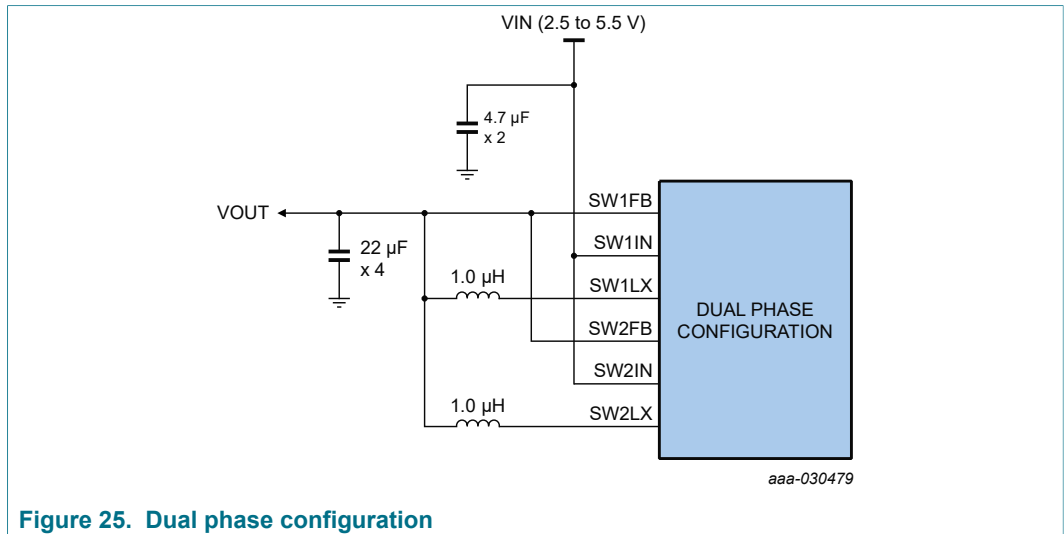 VIN (2.5 to 5.5 V)
4.7 µF
x 2
VOUT
22 µF
x 4
1.0 µH
1.0 µH
SW1FB
SW1IN
SW1LX
SW2FB
SW2IN
SW2LX
DUAL PHASE
CONFIGURATION
aaa-030479
Figure 25. Dual phase configuration